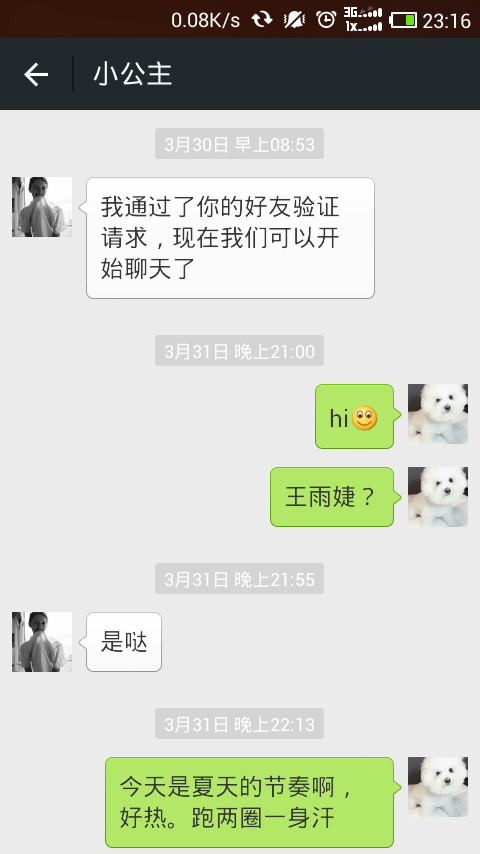 0.08K/s 3G 1x 23:16
小公主
3月30日 早上08:53
我通过了你的好友验证
请求，现在我们可以开
始聊天了
3月31日 晚上21:00
hi
王雨婕？
3月31日 晚上21:55
是哒
3月31日 晚上22:13
今天是夏天的节奏啊，
好热。跑两圈一身汗